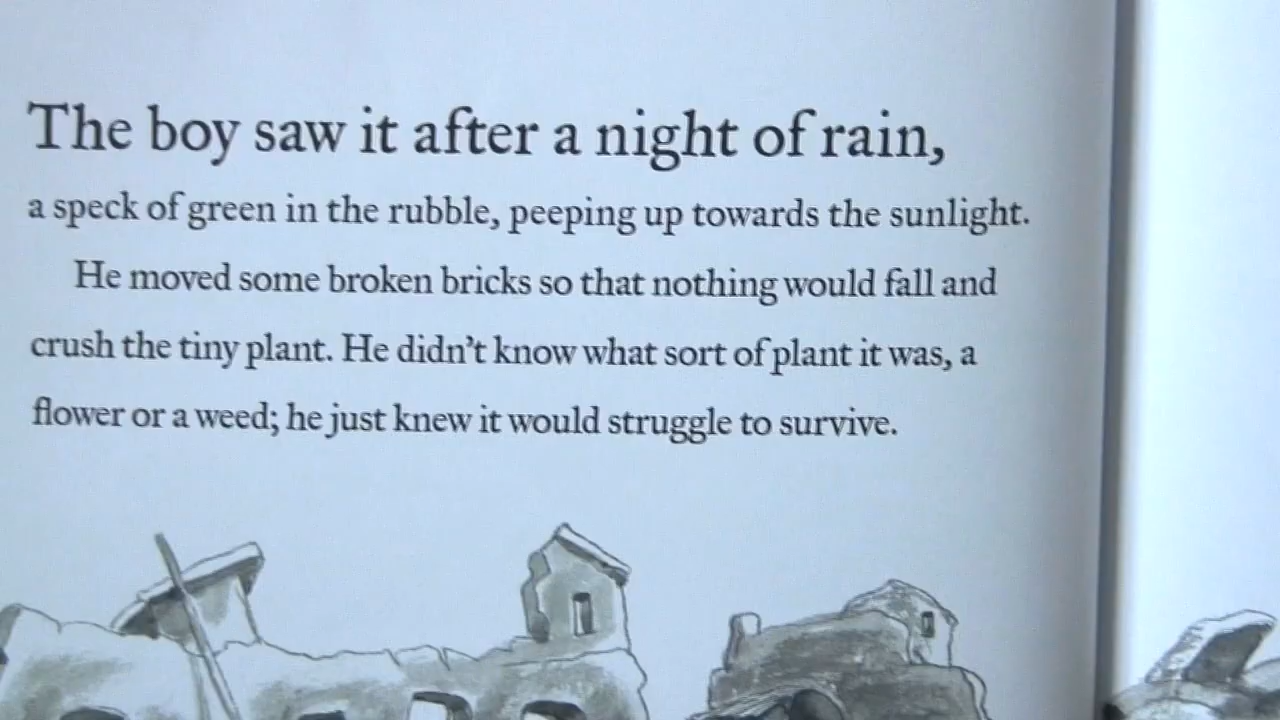 The boy saw it after a night of rain,
a speck of green in the rubble, peeping up towards the sunlight.
He moved some broken bricks so that nothing would fall and
crush the tiny plant. He didn't know what sort of plant it was, a
flower or a weed; he just knew it would struggle to survive.